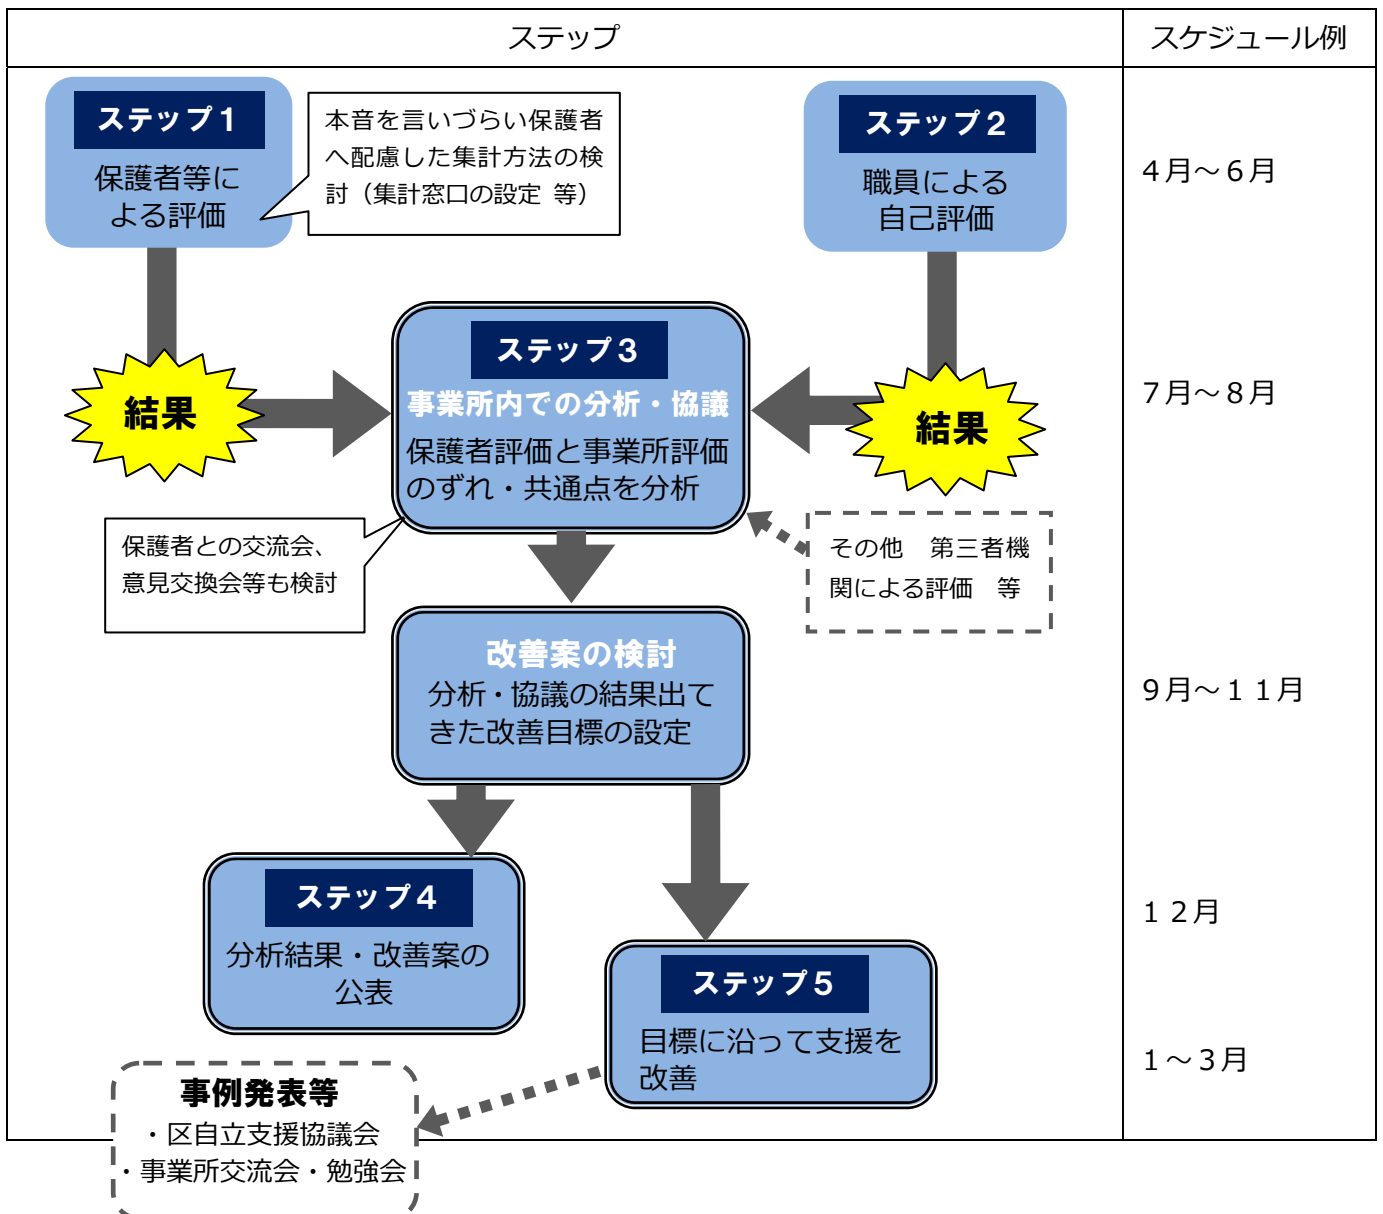 ステップ
スケジュール例
ステップ１
保護者等に
よる評価
本音を言いづらい保護者
へ配慮した集計方法の検
討（集計窓口の設定 等）
ステップ２
職員による
自己評価
４月～６月
結果
ステップ３
事業所内での分析・協議
保護者評価と事業所評価
のずれ・共通点を分析
結果
７月～８月
保護者との交流会、
意見交換会等も検討
その他　第三者機
関による評価　等
改善案の検討
分析・協議の結果出て
きた改善目標の設定
９月～１１月
ステップ４
分析結果・改善案の
公表
１２月
ステップ５
目標に沿って支援を
改善
１～３月
事例発表等
・区自立支援協議会
・事業所交流会・勉強会